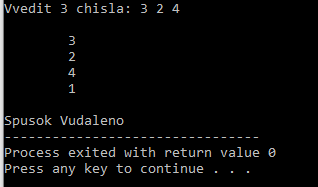 Vvedit 3 chisla: 3 2 4
3
2
4
1
Spusok Vudaleno
--------------------------------
Process exited with return value 0
Press any key to continue . . .